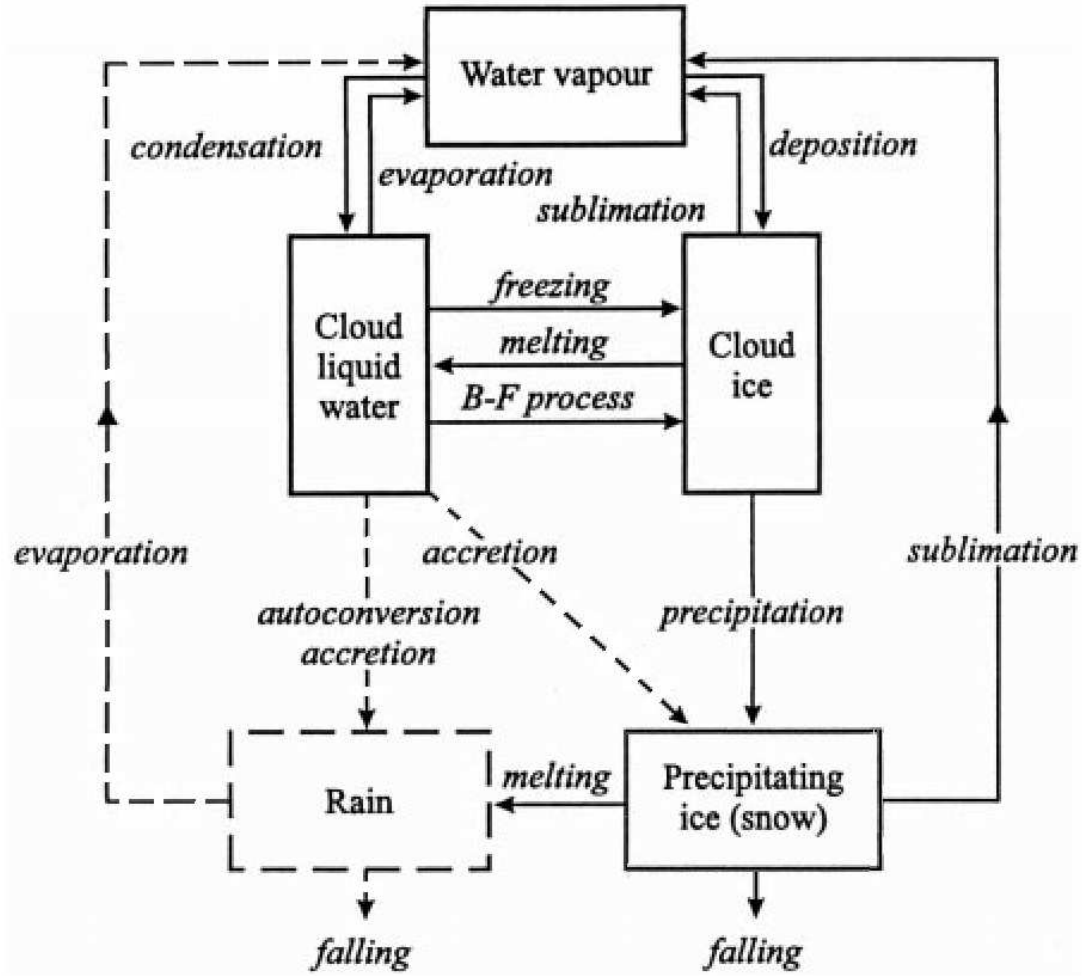 Water vapour
condensation
deposition
evaporation
sublimation
freezing
Cloud
liquid
water
melting
Cloud
ice
B-F process
evaporation
accretion
sublimation
autoconversion
accretion
precipitation
Rain
melting
Precipitating
ice (snow)
falling
falling